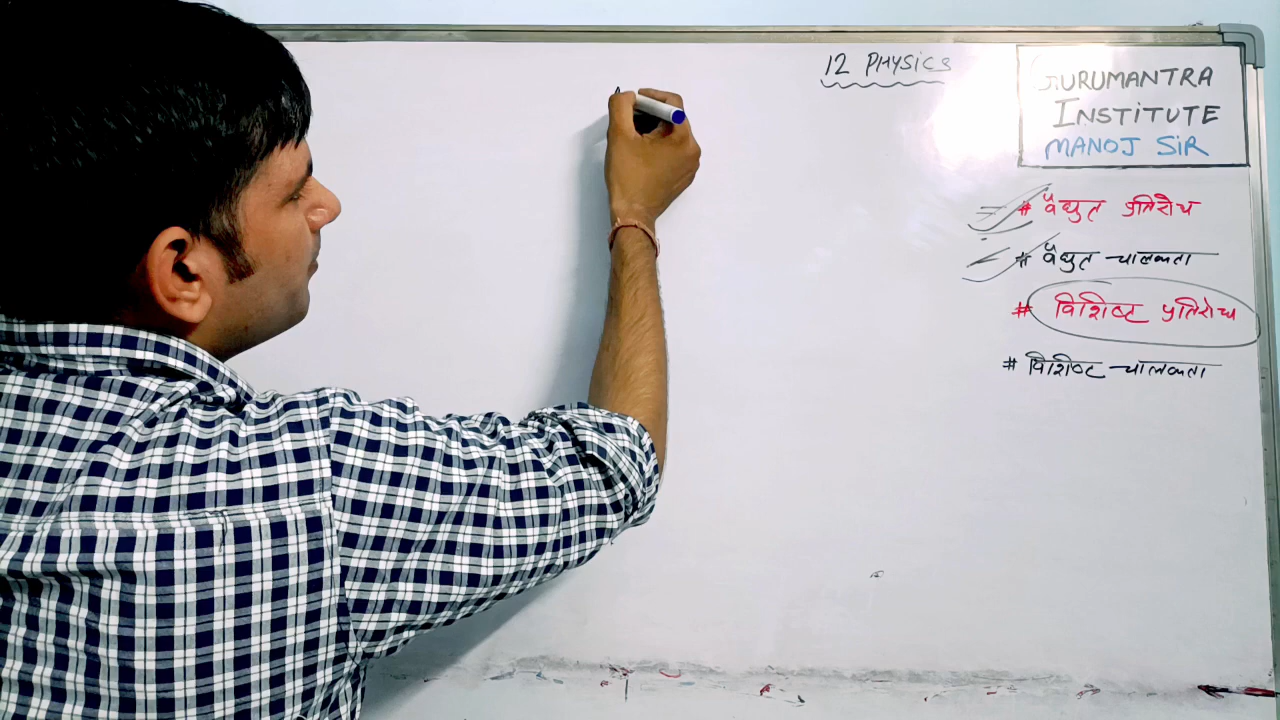 12 PHYSICS
GURUMANTRA
INSTITUTE
MANOJ SIR
# वैद्युत प्रतिरोध
# वैद्युत चालकता
# विशिष्ट प्रतिरोध
# विशिष्ट चालकता